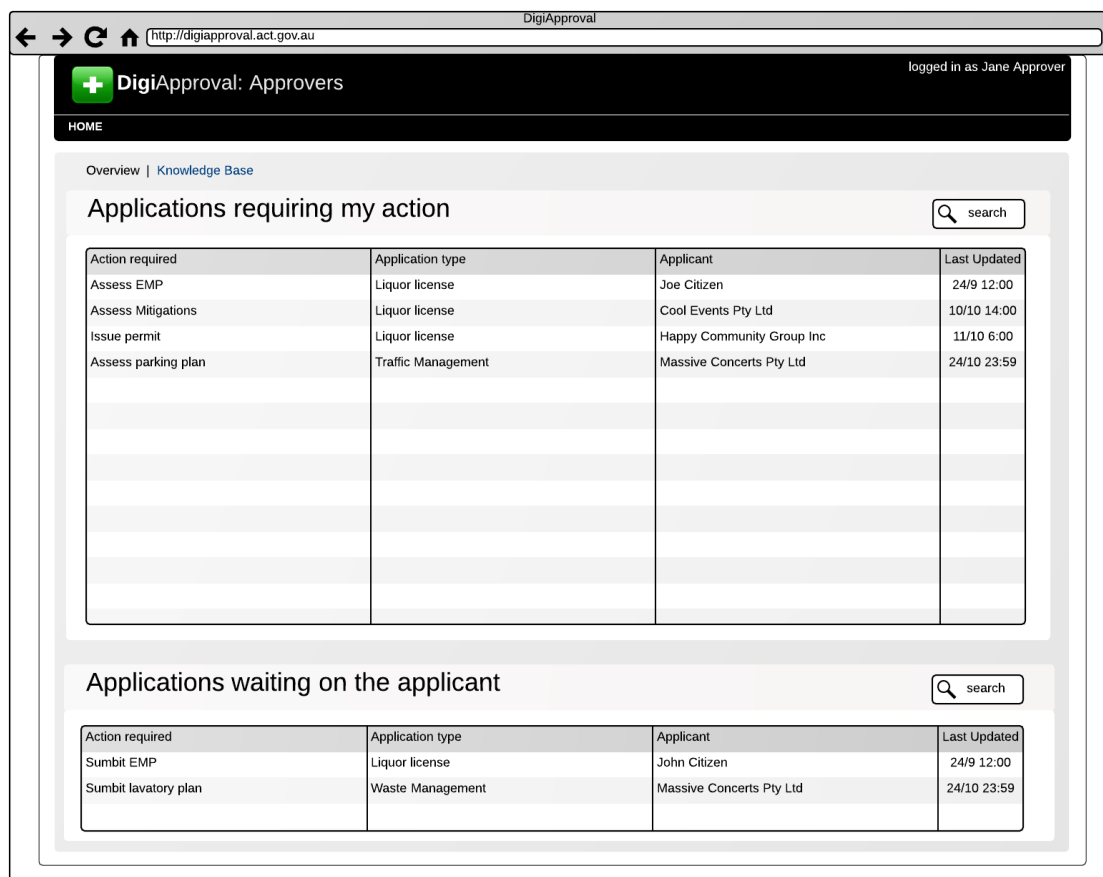 DigiApproval
http://digiapproval.act.gov.au
logged in as Jane Approver
DigiApproval: Approvers
HOME
Overview | Knowledge Base
Applications requiring my action
search
Action required Application type Applicant Last Updated
Assess EMP Liquor license Joe Citizen 24/9 12:00
Assess Mitigations Liquor license Cool Events Pty Ltd 10/10 14:00
Issue permit Liquor license Happy Community Group Inc 11/10 6:00
Assess parking plan Traffic Management Massive Concerts Pty Ltd 24/10 23:59
Applications waiting on the applicant
search
Action required Application type Applicant Last Updated
Sumbit EMP Liquor license John Citizen 24/9 12:00
Sumbit lavatory plan Waste Management Massive Concerts Pty Ltd 24/10 23:59